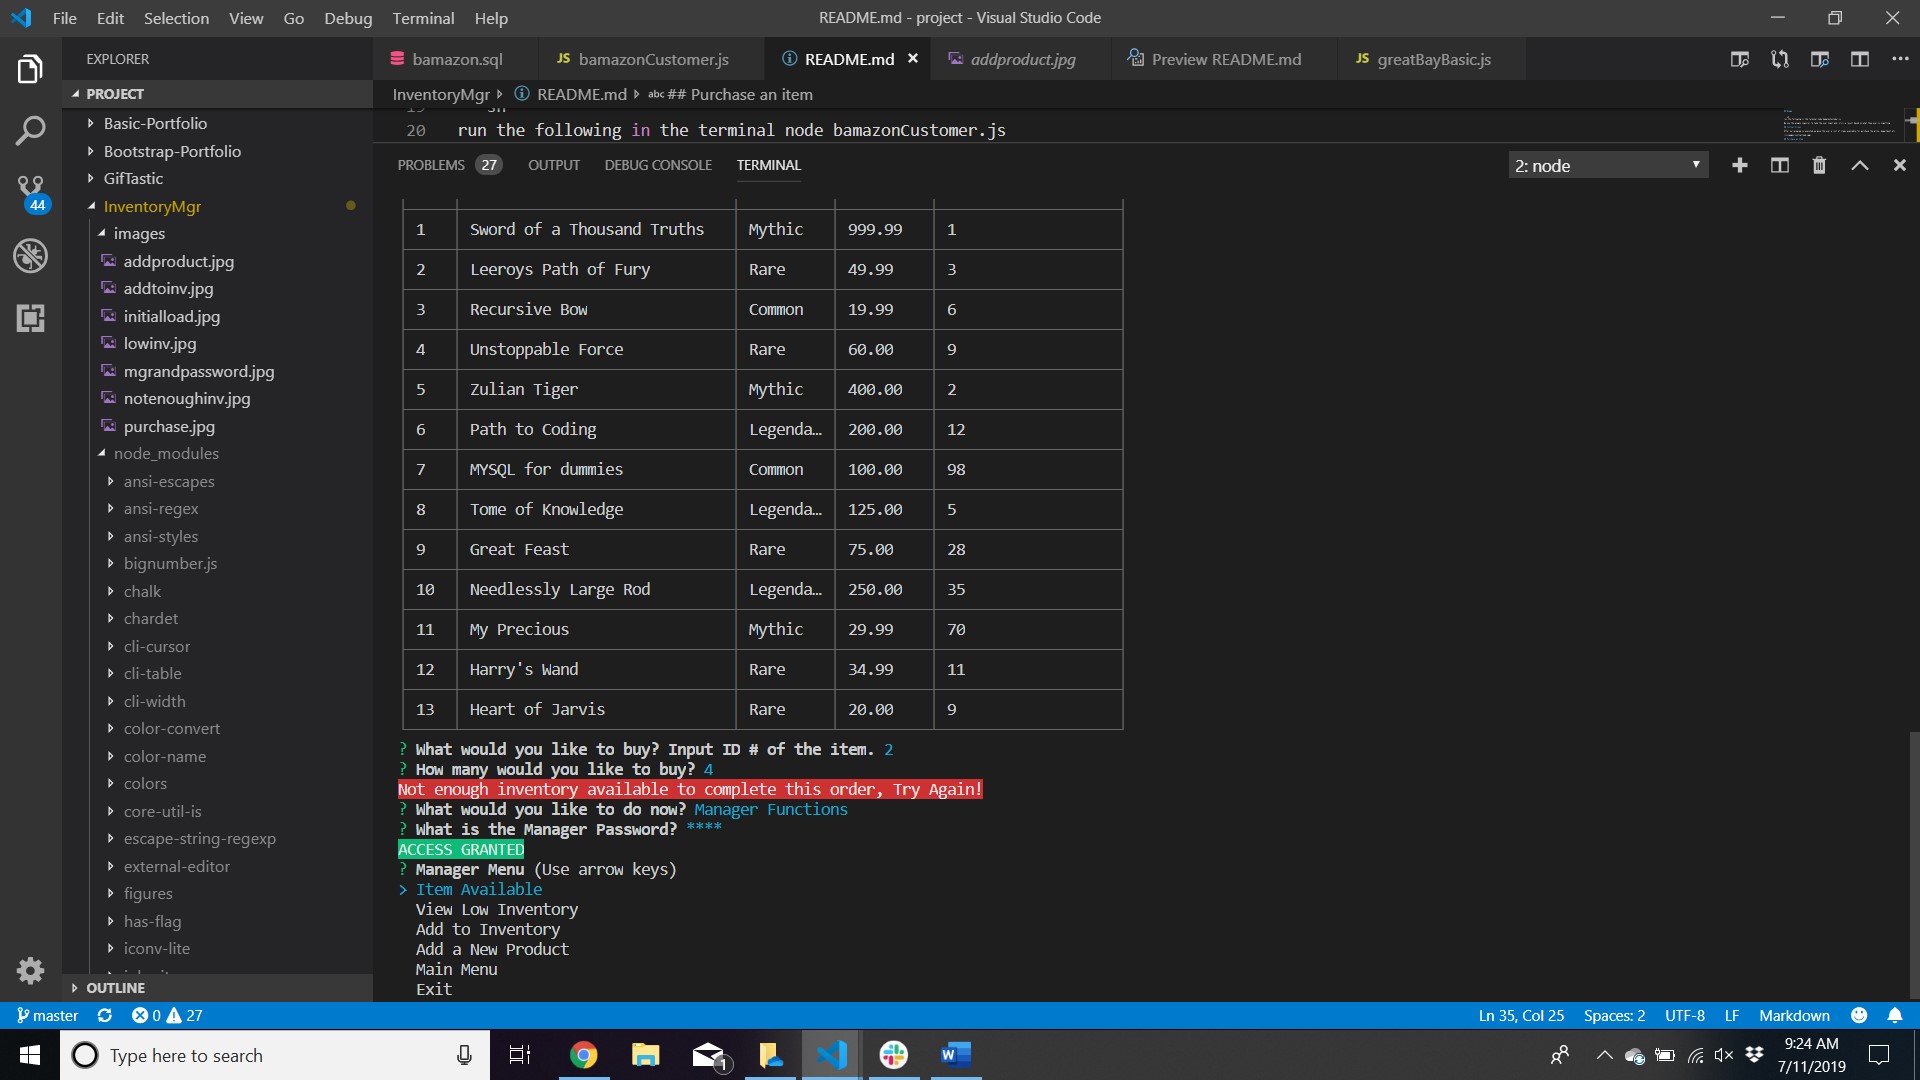 File Edit Selection View Go Debug Terminal Help
README.md - project - Visual Studio Code
EXPLORER
PROJECT
Basic-Portfolio
Bootstrap-Portfolio
GifTastic
InventoryMgr
images
addproduct.jpg
addtoinv.jpg
initialload.jpg
lowinv.jpg
mgrandpassword.jpg
notenoughinv.jpg
purchase.jpg
node_modules
ansi-escapes
ansi-regex
ansi-styles
bignumber.js
chalk
chardet
cli-cursor
cli-table
cli-width
color-convert
color-name
colors
core-util-is
escape-string-regexp
external-editor
figures
has-flag
iconv-lite
OUTLINE
44
bamazon.sql
JS bamazonCustomer.js
README.md
addproduct.jpg
Preview README.md
JS greatBayBasic.js
InventoryMgr README.md abc ## Purchase an item
20 run the following in the terminal node bamazonCustomer.js
PROBLEMS 27 OUTPUT DEBUG CONSOLE TERMINAL
2: node
1 Sword of a Thousand Truths Mythic 999.99 1
2 Leeroys Path of Fury Rare 49.99 3
3 Recursive Bow Common 19.99 6
4 Unstoppable Force Rare 60.00 9
5 Zulian Tiger Mythic 400.00 2
6 Path to Coding Legenda… 200.00 12
7 MYSQL for dummies Common 100.00 98
8 Tome of Knowledge Legenda… 125.00 5
9 Great Feast Rare 75.00 28
10 Needlessly Large Rod Legenda… 250.00 35
11 My Precious Mythic 29.99 70
12 Harry's Wand Rare 34.99 11
13 Heart of Jarvis Rare 20.00 9
? What would you like to buy? Input ID # of the item. 2
? How many would you like to buy? 4
Not enough inventory available to complete this order, Try Again!
? What would you like to do now? Manager Functions
? What is the Manager Password? ****
ACCESS GRANTED
? Manager Menu (Use arrow keys)
> Item Available
View Low Inventory
Add to Inventory
Add a New Product
Main Menu
Exit
master 0 27
Ln 35, Col 25 Spaces: 2 UTF-8 LF Markdown
Type here to search
1
9:24 AM
7/11/2019